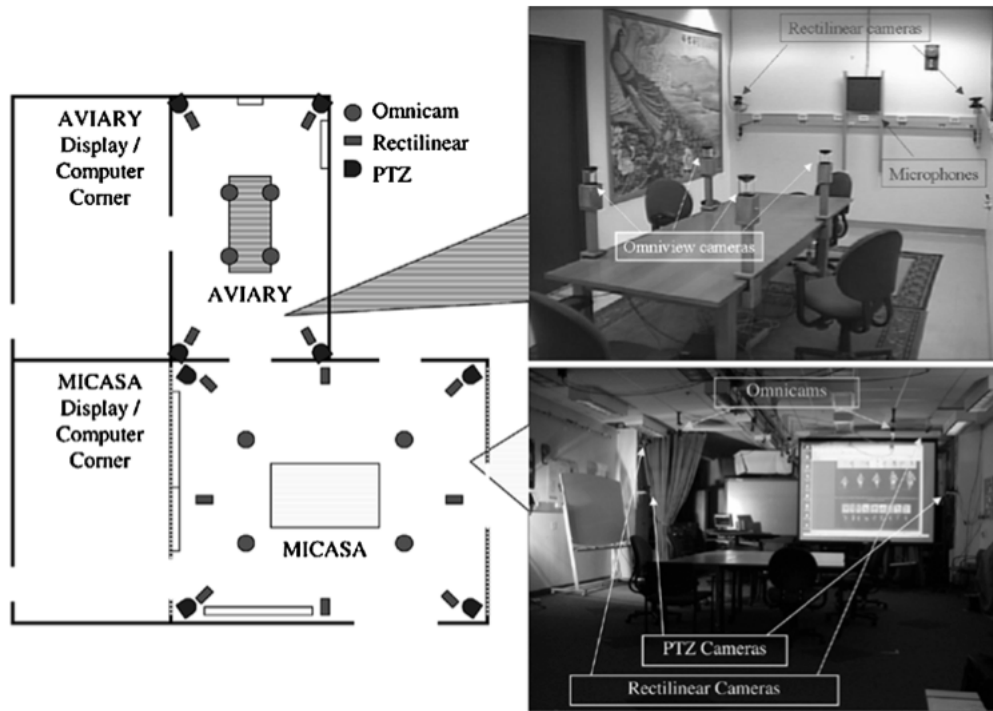 AVIARY
Display /
Computer
Corner
Omnicam
Rectilinear
PTZ
AVIARY
MICASA
Display /
Computer
Corner
MICASA
Rectilinear cameras
Microphones
Omniview cameras
Omnicams
PTZ Cameras
Rectilinear Cameras